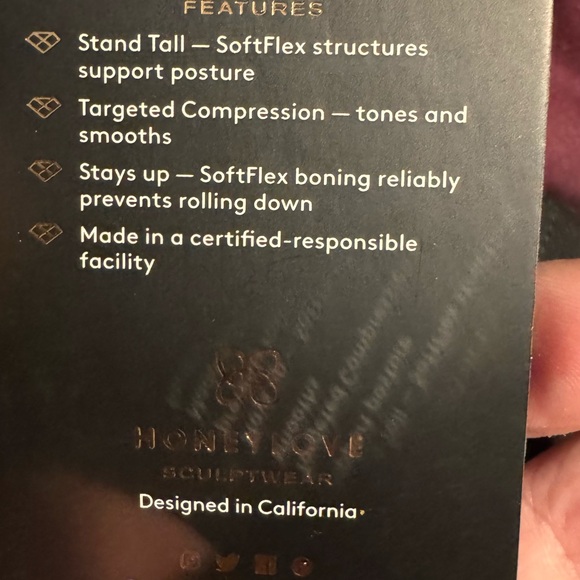 FEATURES
Stand Tall — SoftFlex structures
support posture
Targeted Compression — tones and
smooths
Stays up — SoftFlex boning reliably
prevents rolling down
Made in a certified-responsible
facility
HONEYLOVE
SCULPTWEAR
Designed in California